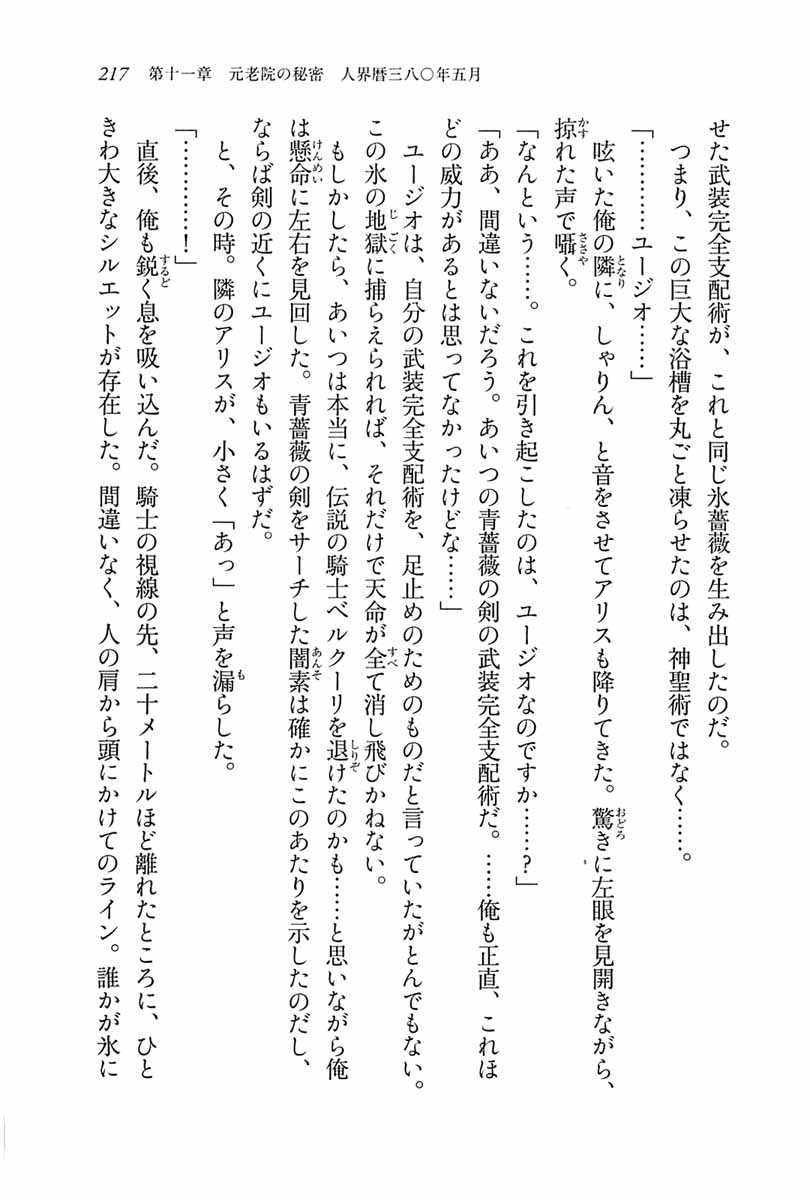 217　第十一章　元老院の秘密　人界暦三八〇年五月
せた武装完全支配術が、これと同じ氷薔薇を生み出したのだ。
　つまり、この巨大な浴槽を丸ごと凍らせたのは、神聖術ではなく……。
「…………ユージオ……」
　呟いた俺の隣に、しゃりん、と音をさせてアリスも降りてきた。驚きに左眼を見開きながら、
掠れた声で囁く。
「なんという……。これを引き起こしたのは、ユージオなのですか……？」
「ああ、間違いないだろう。あいつの青薔薇の剣の武装完全支配術だ。……俺も正直、これほ
どの威力があるとは思ってなかったけどな……」
　ユージオは、自分の武装完全支配術を、足止めのためのものだと言っていたがとんでもない。
この氷の地獄に捕らえられれば、それだけで天命が全て消し飛びかねない。
　もしかしたら、あいつは本当に、伝説の騎士ベルクーリを退けたのかも……と思いながら俺
は懸命に左右を見回した。青薔薇の剣をサーチした闇素は確かにこのあたりを示したのだし、
ならば剣の近くにユージオもいるはずだ。
　と、その時。隣のアリスが、小さく「あっ」と声を漏らした。
「…………！」
　直後、俺も鋭く息を吸い込んだ。騎士の視線の先、二十メートルほど離れたところに、ひと
きわ大きなシルエットが存在した。間違いなく、人の肩から頭にかけてのライン。誰かが氷に